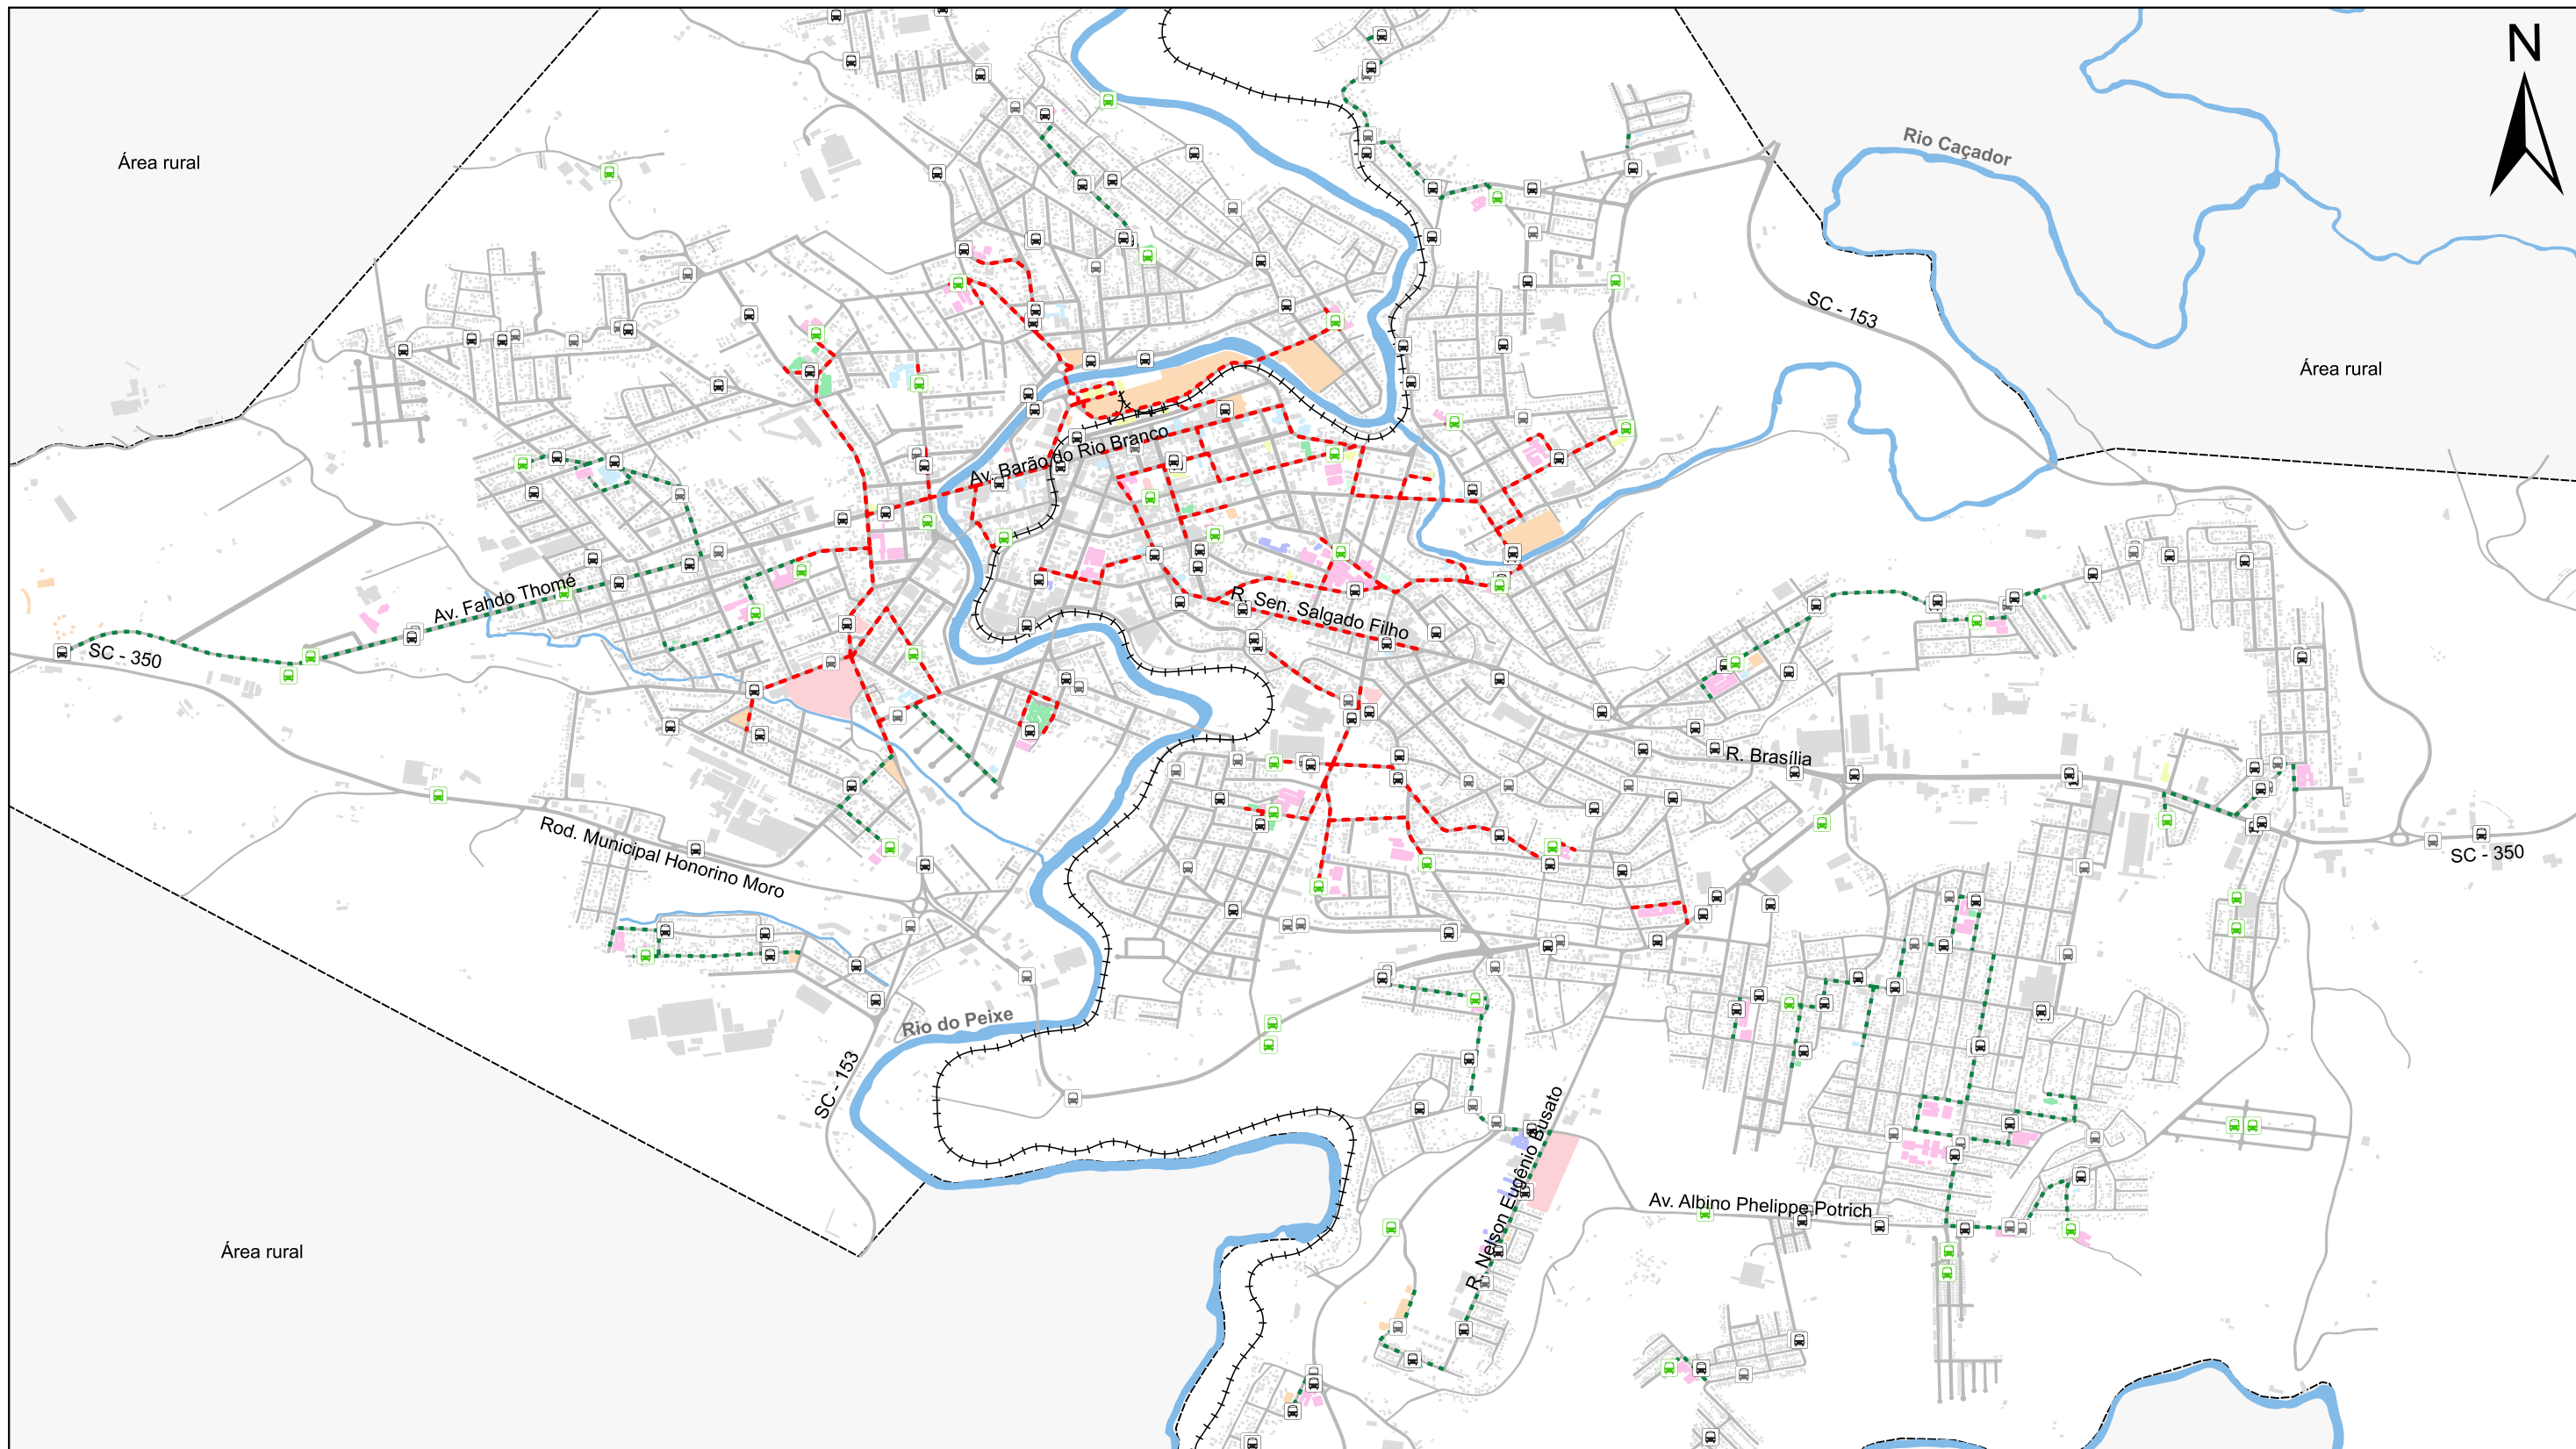 N
Rio Caçador
Área rural
SC - 153
Área rural
Av. Barão do Rio Branco
Av. Fahdo Thomé
R. Sen. Salgado Filho
SC - 350
R. Brasília
Rod. Municipal Honorino Moro
SC - 350
Rio do Peixe
SC - 153
R. Nelson Eugênio Busato
Av. Albino Phelippe Potrich
Área rural